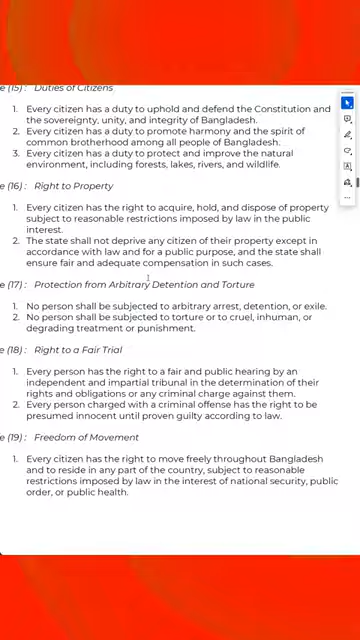 e (15) : Duties of Citizens
1. Every citizen has a duty to uphold and defend the Constitution and
the sovereignty, unity, and integrity of Bangladesh.
2. Every citizen has a duty to promote harmony and the spirit of
common brotherhood among all people of Bangladesh.
3. Every citizen has a duty to protect and improve the natural
environment, including forests, lakes, rivers, and wildlife.
e (16) : Right to Property
1. Every citizen has the right to acquire, hold, and dispose of property
subject to reasonable restrictions imposed by law in the public
interest.
2. The state shall not deprive any citizen of their property except in
accordance with law and for a public purpose, and the state shall
ensure fair and adequate compensation in such cases.
e (17) : Protection from Arbitrary Detention and Torture
1. No person shall be subjected to arbitrary arrest, detention, or exile.
2. No person shall be subjected to torture or to cruel, inhuman, or
degrading treatment or punishment.
e (18) : Right to a Fair Trial
1. Every person has the right to a fair and public hearing by an
independent and impartial tribunal in the determination of their
rights and obligations or any criminal charge against them.
2. Every person charged with a criminal offense has the right to be
presumed innocent until proven guilty according to law.
e (19) : Freedom of Movement
1. Every citizen has the right to move freely throughout Bangladesh
and to reside in any part of the country, subject to reasonable
restrictions imposed by law in the interest of national security, public
order, or public health.